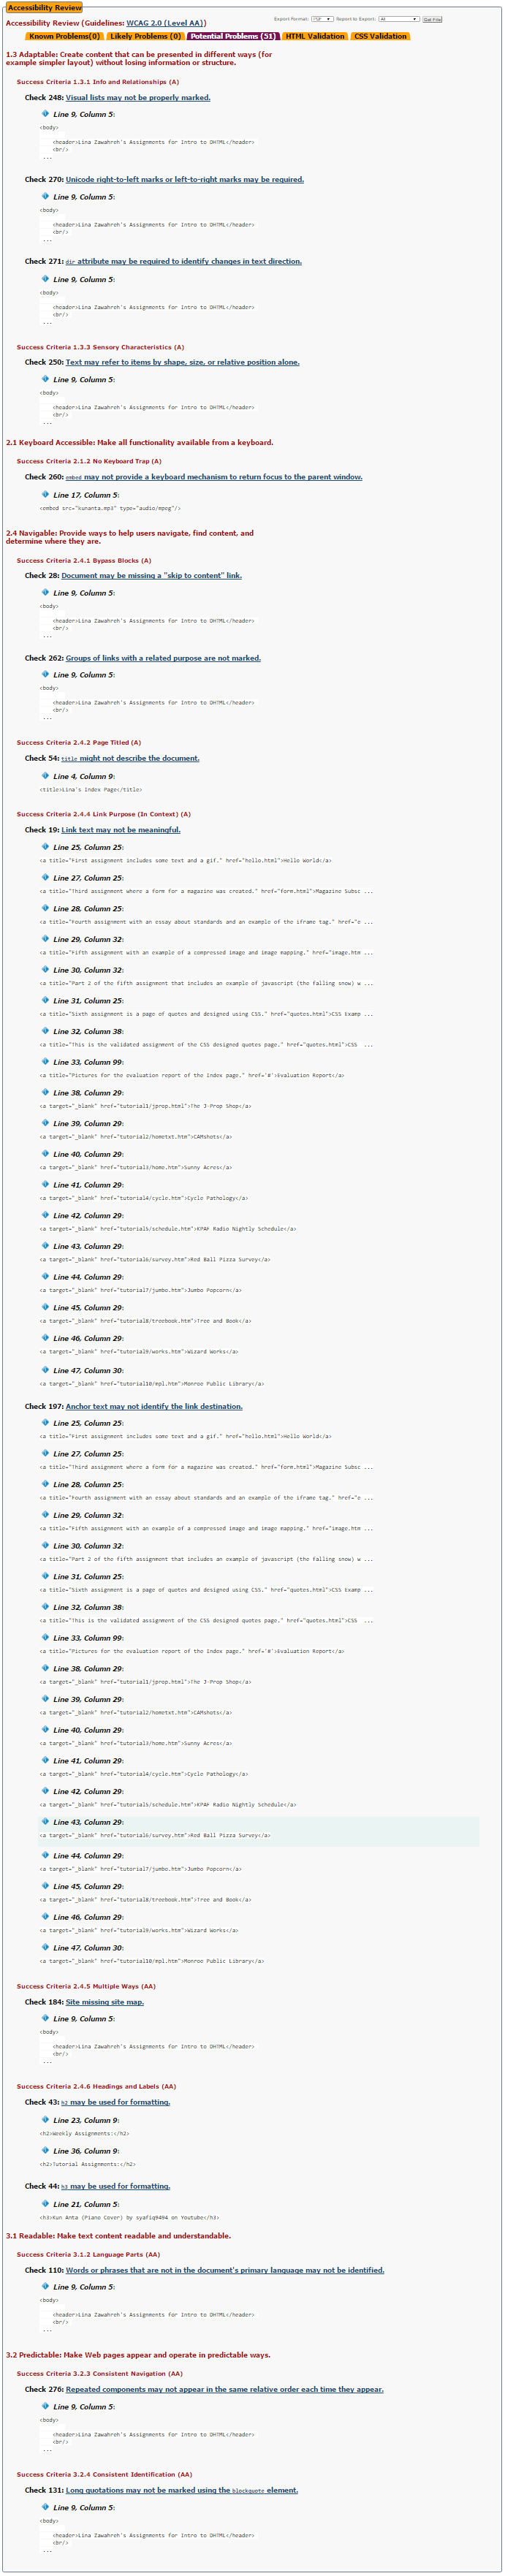 Accessibility Review
Accessibility Review (Guidelines: WCAG 2.0 (Level AA))
Export Format: PDF Report to Export: All Get File
Known Problems(0) Likely Problems (0) Potential Problems (51) HTML Validation CSS Validation
1.3 Adaptable: Create content that can be presented in different ways (for
example simpler layout) without losing information or structure.
Success Criteria 1.3.1 Info and Relationships (A)
Check 248: Visual lists may not be properly marked.
Line 9, Column 5:
<body>
<header>Lina Zawahreh's Assignments for Intro to DHTML</header>
<br/>
...
Check 270: Unicode right-to-left marks or left-to-right marks may be required.
Line 9, Column 5:
<body>
<header>Lina Zawahreh's Assignments for Intro to DHTML</header>
<br/>
...
Check 271: dir attribute may be required to identify changes in text direction.
Line 9, Column 5:
<body>
<header>Lina Zawahreh's Assignments for Intro to DHTML</header>
<br/>
...
Success Criteria 1.3.3 Sensory Characteristics (A)
Check 250: Text may refer to items by shape, size, or relative position alone.
Line 9, Column 5:
<body>
<header>Lina Zawahreh's Assignments for Intro to DHTML</header>
<br/>
...
2.1 Keyboard Accessible: Make all functionality available from a keyboard.
Success Criteria 2.1.2 No Keyboard Trap (A)
Check 260: embed may not provide a keyboard mechanism to return focus to the parent window.
Line 17, Column 5:
<embed src="kunanta.mp3" type="audio/mpeg"/>
2.4 Navigable: Provide ways to help users navigate, find content, and
determine where they are.
Success Criteria 2.4.1 Bypass Blocks (A)
Check 28: Document may be missing a "skip to content" link.
Line 9, Column 5:
<body>
<header>Lina Zawahreh's Assignments for Intro to DHTML</header>
<br/>
...
Check 262: Groups of links with a related purpose are not marked.
Line 9, Column 5:
<body>
<header>Lina Zawahreh's Assignments for Intro to DHTML</header>
<br/>
...
Success Criteria 2.4.2 Page Titled (A)
Check 54: title might not describe the document.
Line 4, Column 9:
<title>Lina's Index Page</title>
Success Criteria 2.4.4 Link Purpose (In Context) (A)
Check 19: Link text may not be meaningful.
Line 25, Column 25:
<a title="First assignment includes some text and a gif." href="hello.html">Hello World</a>
Line 27, Column 25:
<a title="Third assignment where a form for a magazine was created." href="form.html">Magazine Subsc ...
Line 28, Column 25:
<a title="Fourth assignment with an essay about standards and an example of the iframe tag." href="e ...
Line 29, Column 32:
<a title="Fifth assignment with an example of a compressed image and image mapping." href="image.htm ...
Line 30, Column 32:
<a title="Part 2 of the fifth assignment that includes an example of javascript (the falling snow) w ...
Line 31, Column 25:
<a title="Sixth assignment is a page of quotes and designed using CSS." href="quotes.html">CSS Examp ...
Line 32, Column 38:
<a title="This is the validated assignment of the CSS designed quotes page." href="quotes.html">CSS ...
Line 33, Column 99:
<a title="Pictures for the evaluation report of the Index page." href='#'>Evaluation Report</a>
Line 38, Column 29:
<a target="_blank" href="tutorial1/jprop.html">The J-Prop Shop</a>
Line 39, Column 29:
<a target="_blank" href="tutorial2/hometxt.htm">CAMshots</a>
Line 40, Column 29:
<a target="_blank" href="tutorial3/home.htm">Sunny Acres</a>
Line 41, Column 29:
<a target="_blank" href="tutorial4/cycle.htm">Cycle Pathology</a>
Line 42, Column 29:
<a target="_blank" href="tutorial5/schedule.htm">KPAF Radio Nightly Schedule</a>
Line 43, Column 29:
<a target="_blank" href="tutorial6/survey.htm">Red Ball Pizza Survey</a>
Line 44, Column 29:
<a target="_blank" href="tutorial7/jumbo.htm">Jumbo Popcorn</a>
Line 45, Column 29:
<a target="_blank" href="tutorial8/treebook.htm">Tree and Book</a>
Line 46, Column 29:
<a target="_blank" href="tutorial9/works.htm">Wizard Works</a>
Line 47, Column 30:
<a target="_blank" href="tutorial10/mpl.htm">Monroe Public Library</a>
Check 197: Anchor text may not identify the link destination.
Line 25, Column 25:
<a title="First assignment includes some text and a gif." href="hello.html">Hello World</a>
Line 27, Column 25:
<a title="Third assignment where a form for a magazine was created." href="form.html">Magazine Subsc ...
Line 28, Column 25:
<a title="Fourth assignment with an essay about standards and an example of the iframe tag." href="e ...
Line 29, Column 32:
<a title="Fifth assignment with an example of a compressed image and image mapping." href="image.htm ...
Line 30, Column 32:
<a title="Part 2 of the fifth assignment that includes an example of javascript (the falling snow) w ...
Line 31, Column 25:
<a title="Sixth assignment is a page of quotes and designed using CSS." href="quotes.html">CSS Examp ...
Line 32, Column 38:
<a title="This is the validated assignment of the CSS designed quotes page." href="quotes.html">CSS ...
Line 33, Column 99:
<a title="Pictures for the evaluation report of the Index page." href='#'>Evaluation Report</a>
Line 38, Column 29:
<a target="_blank" href="tutorial1/jprop.html">The J-Prop Shop</a>
Line 39, Column 29:
<a target="_blank" href="tutorial2/hometxt.htm">CAMshots</a>
Line 40, Column 29:
<a target="_blank" href="tutorial3/home.htm">Sunny Acres</a>
Line 41, Column 29:
<a target="_blank" href="tutorial4/cycle.htm">Cycle Pathology</a>
Line 42, Column 29:
<a target="_blank" href="tutorial5/schedule.htm">KPAF Radio Nightly Schedule</a>
Line 43, Column 29:
<a target="_blank" href="tutorial6/survey.htm">Red Ball Pizza Survey</a>
Line 44, Column 29:
<a target="_blank" href="tutorial7/jumbo.htm">Jumbo Popcorn</a>
Line 45, Column 29:
<a target="_blank" href="tutorial8/treebook.htm">Tree and Book</a>
Line 46, Column 29:
<a target="_blank" href="tutorial9/works.htm">Wizard Works</a>
Line 47, Column 30:
<a target="_blank" href="tutorial10/mpl.htm">Monroe Public Library</a>
Success Criteria 2.4.5 Multiple Ways (AA)
Check 184: Site missing site map.
Line 9, Column 5:
<body>
<header>Lina Zawahreh's Assignments for Intro to DHTML</header>
<br/>
...
Success Criteria 2.4.6 Headings and Labels (AA)
Check 43: h2 may be used for formatting.
Line 23, Column 9:
<h2>Weekly Assignments:</h2>
Line 36, Column 9:
<h2>Tutorial Assignments:</h2>
Check 44: h3 may be used for formatting.
Line 21, Column 5:
<h3>Kun Anta (Piano Cover) by syafiq9494 on Youtube</h3>
3.1 Readable: Make text content readable and understandable.
Success Criteria 3.1.2 Language Parts (AA)
Check 110: Words or phrases that are not in the document's primary language may not be identified.
Line 9, Column 5:
<body>
<header>Lina Zawahreh's Assignments for Intro to DHTML</header>
<br/>
...
3.2 Predictable: Make Web pages appear and operate in predictable ways.
Success Criteria 3.2.3 Consistent Navigation (AA)
Check 276: Repeated components may not appear in the same relative order each time they appear.
Line 9, Column 5:
<body>
<header>Lina Zawahreh's Assignments for Intro to DHTML</header>
<br/>
...
Success Criteria 3.2.4 Consistent Identification (AA)
Check 131: Long quotations may not be marked using the blockquote element.
Line 9, Column 5:
<body>
<header>Lina Zawahreh's Assignments for Intro to DHTML</header>
<br/>
...